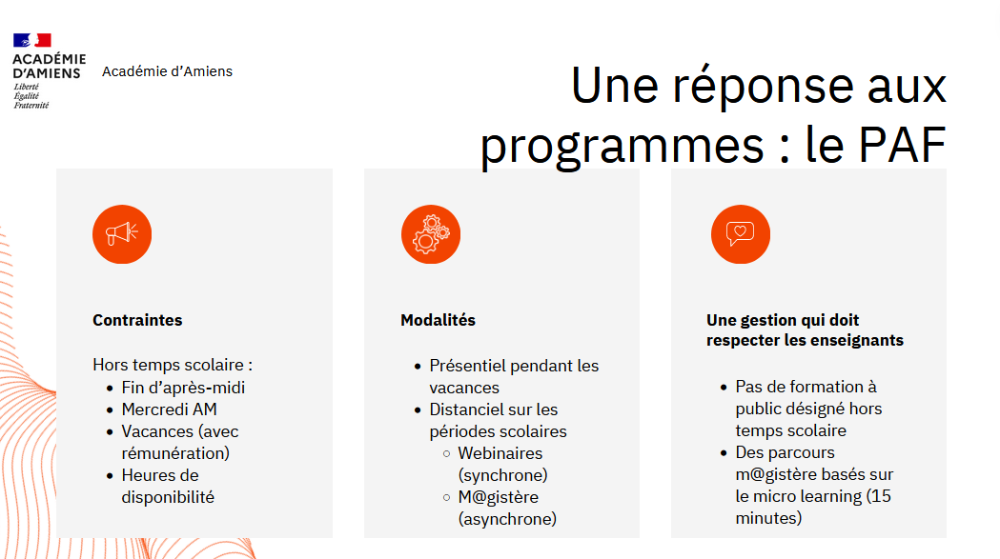 ACADÉMIE
D'AMIENS
Liberté
Égalité
Fraternité
Académie d'Amiens
Une réponse aux
programmes : le PAF
Contraintes
Hors temps scolaire :
• Fin d'après-midi
• Mercredi AM
• Vacances (avec
rémunération)
• Heures de
disponibilité
Modalités
• Présentiel pendant les
vacances
• Distanciel sur les
périodes scolaires
○ Webinaires
(synchrone)
○ M@gistère
(asynchrone)
Une gestion qui doit
respecter les enseignants
• Pas de formation à
public désigné hors
temps scolaire
• Des parcours
m@gistère basés sur
le micro learning (15
minutes)